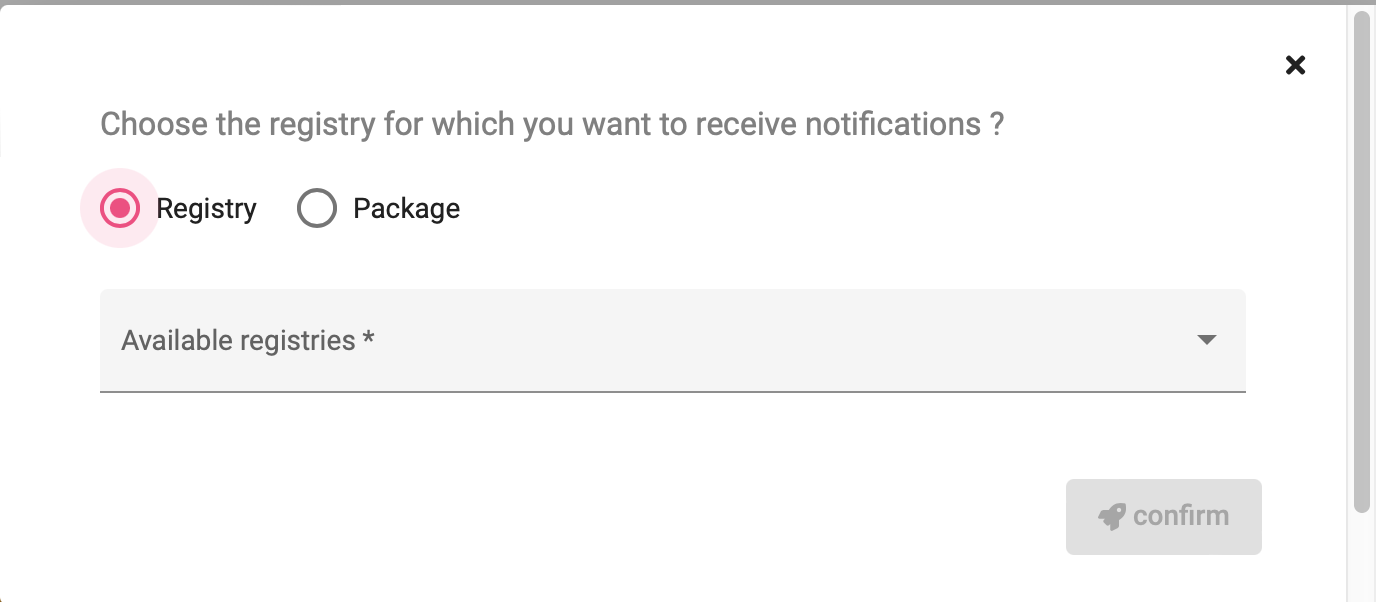 Choose the registry for which you want to receive notifications ?
Registry Package
Available registries *
confirm